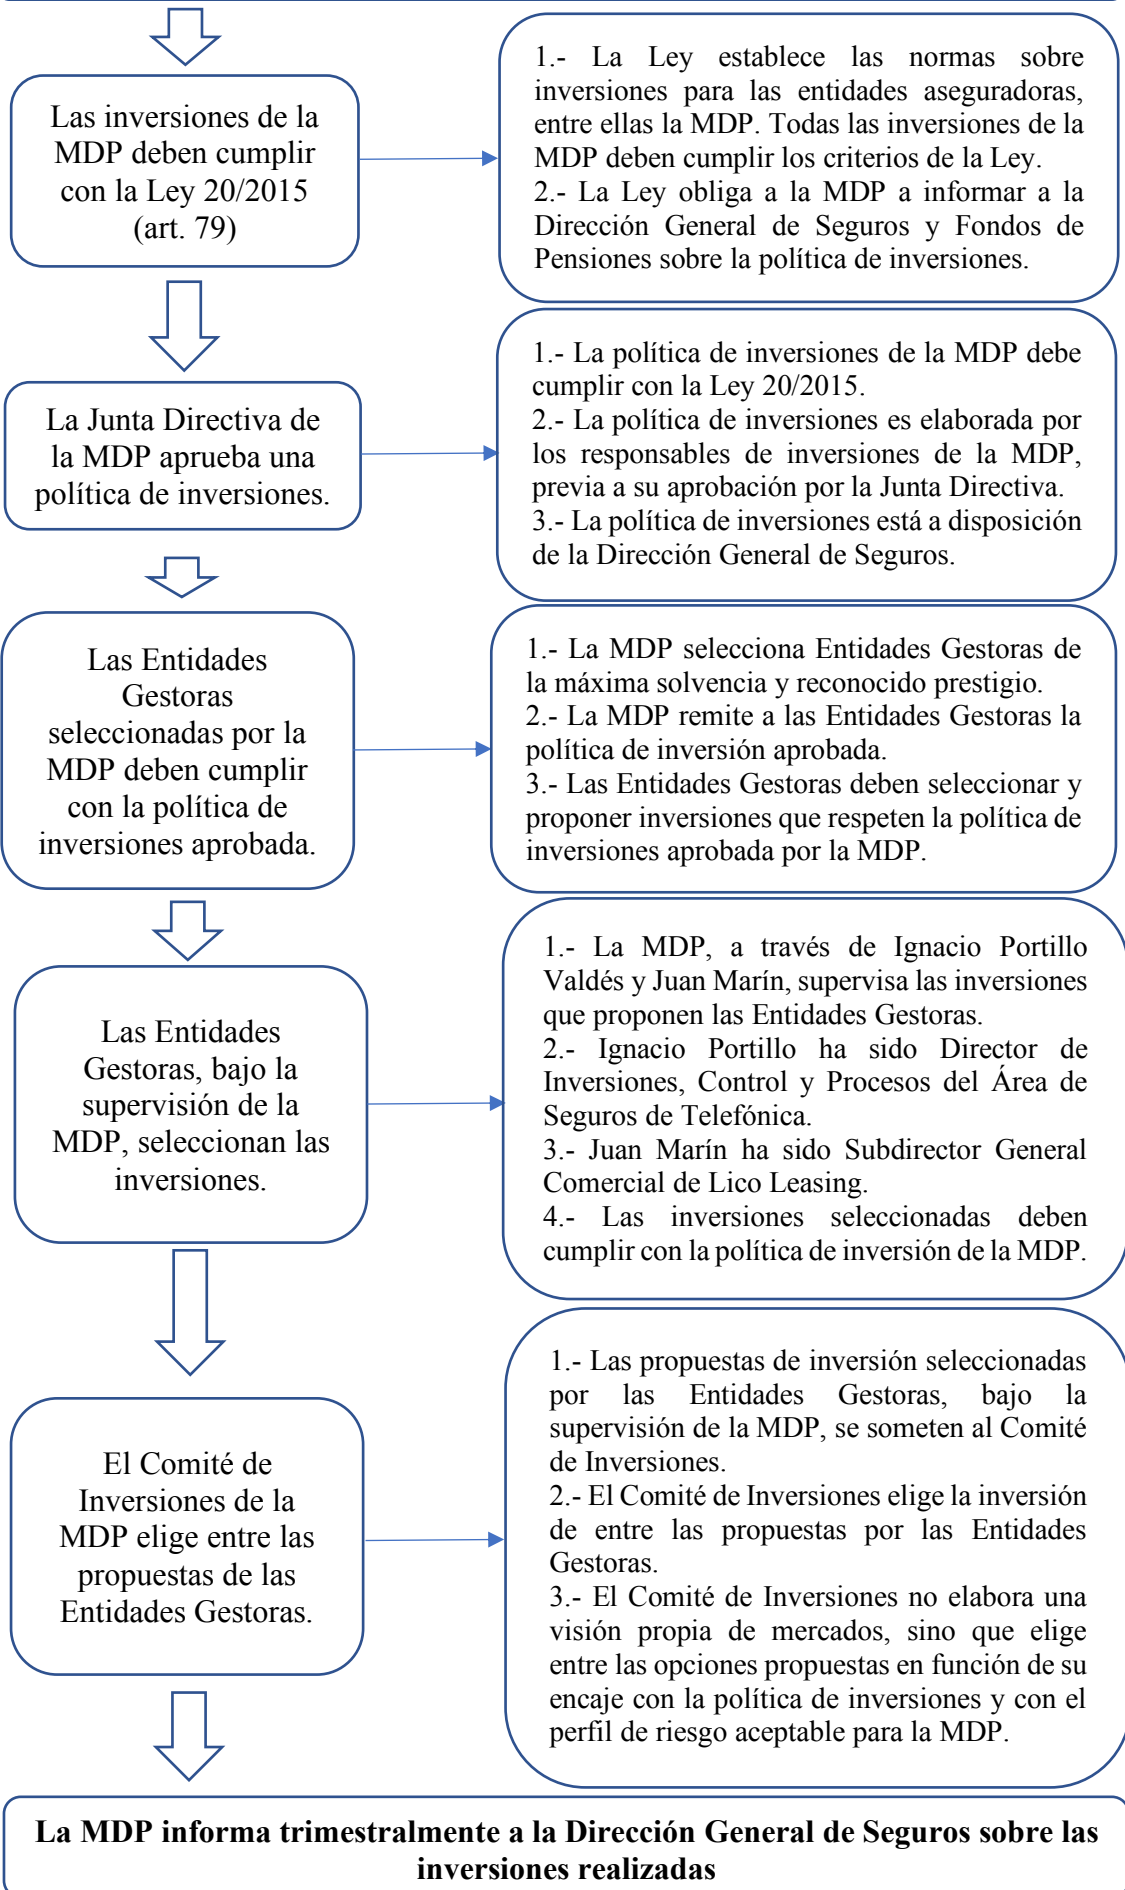 Las inversiones de la
MDP deben cumplir
con la Ley 20/2015
(art. 79)
1.- La Ley establece las normas sobre
inversiones para las entidades aseguradoras,
entre ellas la MDP. Todas las inversiones de la
MDP deben cumplir los criterios de la Ley.
2.- La Ley obliga a la MDP a informar a la
Dirección General de Seguros y Fondos de
Pensiones sobre la política de inversiones.
La Junta Directiva de
la MDP aprueba una
política de inversiones.
1.- La política de inversiones de la MDP debe
cumplir con la Ley 20/2015.
2.- La política de inversiones es elaborada por
los responsables de inversiones de la MDP,
previa a su aprobación por la Junta Directiva.
3.- La política de inversiones está a disposición
de la Dirección General de Seguros.
Las Entidades
Gestoras
seleccionadas por la
MDP deben cumplir
con la política de
inversiones aprobada.
1.- La MDP selecciona Entidades Gestoras de
la máxima solvencia y reconocido prestigio.
2.- La MDP remite a las Entidades Gestoras la
política de inversión aprobada.
3.- Las Entidades Gestoras deben seleccionar y
proponer inversiones que respeten la política de
inversiones aprobada por la MDP.
Las Entidades
Gestoras, bajo la
supervisión de la
MDP, seleccionan las
inversiones.
1.- La MDP, a través de Ignacio Portillo
Valdés y Juan Marín, supervisa las inversiones
que proponen las Entidades Gestoras.
2.- Ignacio Portillo ha sido Director de
Inversiones, Control y Procesos del Área de
Seguros de Telefónica.
3.- Juan Marín ha sido Subdirector General
Comercial de Lico Leasing.
4.- Las inversiones seleccionadas deben
cumplir con la política de inversión de la MDP.
El Comité de
Inversiones de la
MDP elige entre las
propuestas de las
Entidades Gestoras.
1.- Las propuestas de inversión seleccionadas
por las Entidades Gestoras, bajo la
supervisión de la MDP, se someten al Comité
de Inversiones.
2.- El Comité de Inversiones elige la inversión
de entre las propuestas por las Entidades
Gestoras.
3.- El Comité de Inversiones no elabora una
visión propia de mercados, sino que elige
entre las opciones propuestas en función de su
encaje con la política de inversiones y con el
perfil de riesgo aceptable para la MDP.
La MDP informa trimestralmente a la Dirección General de Seguros sobre las
inversiones realizadas